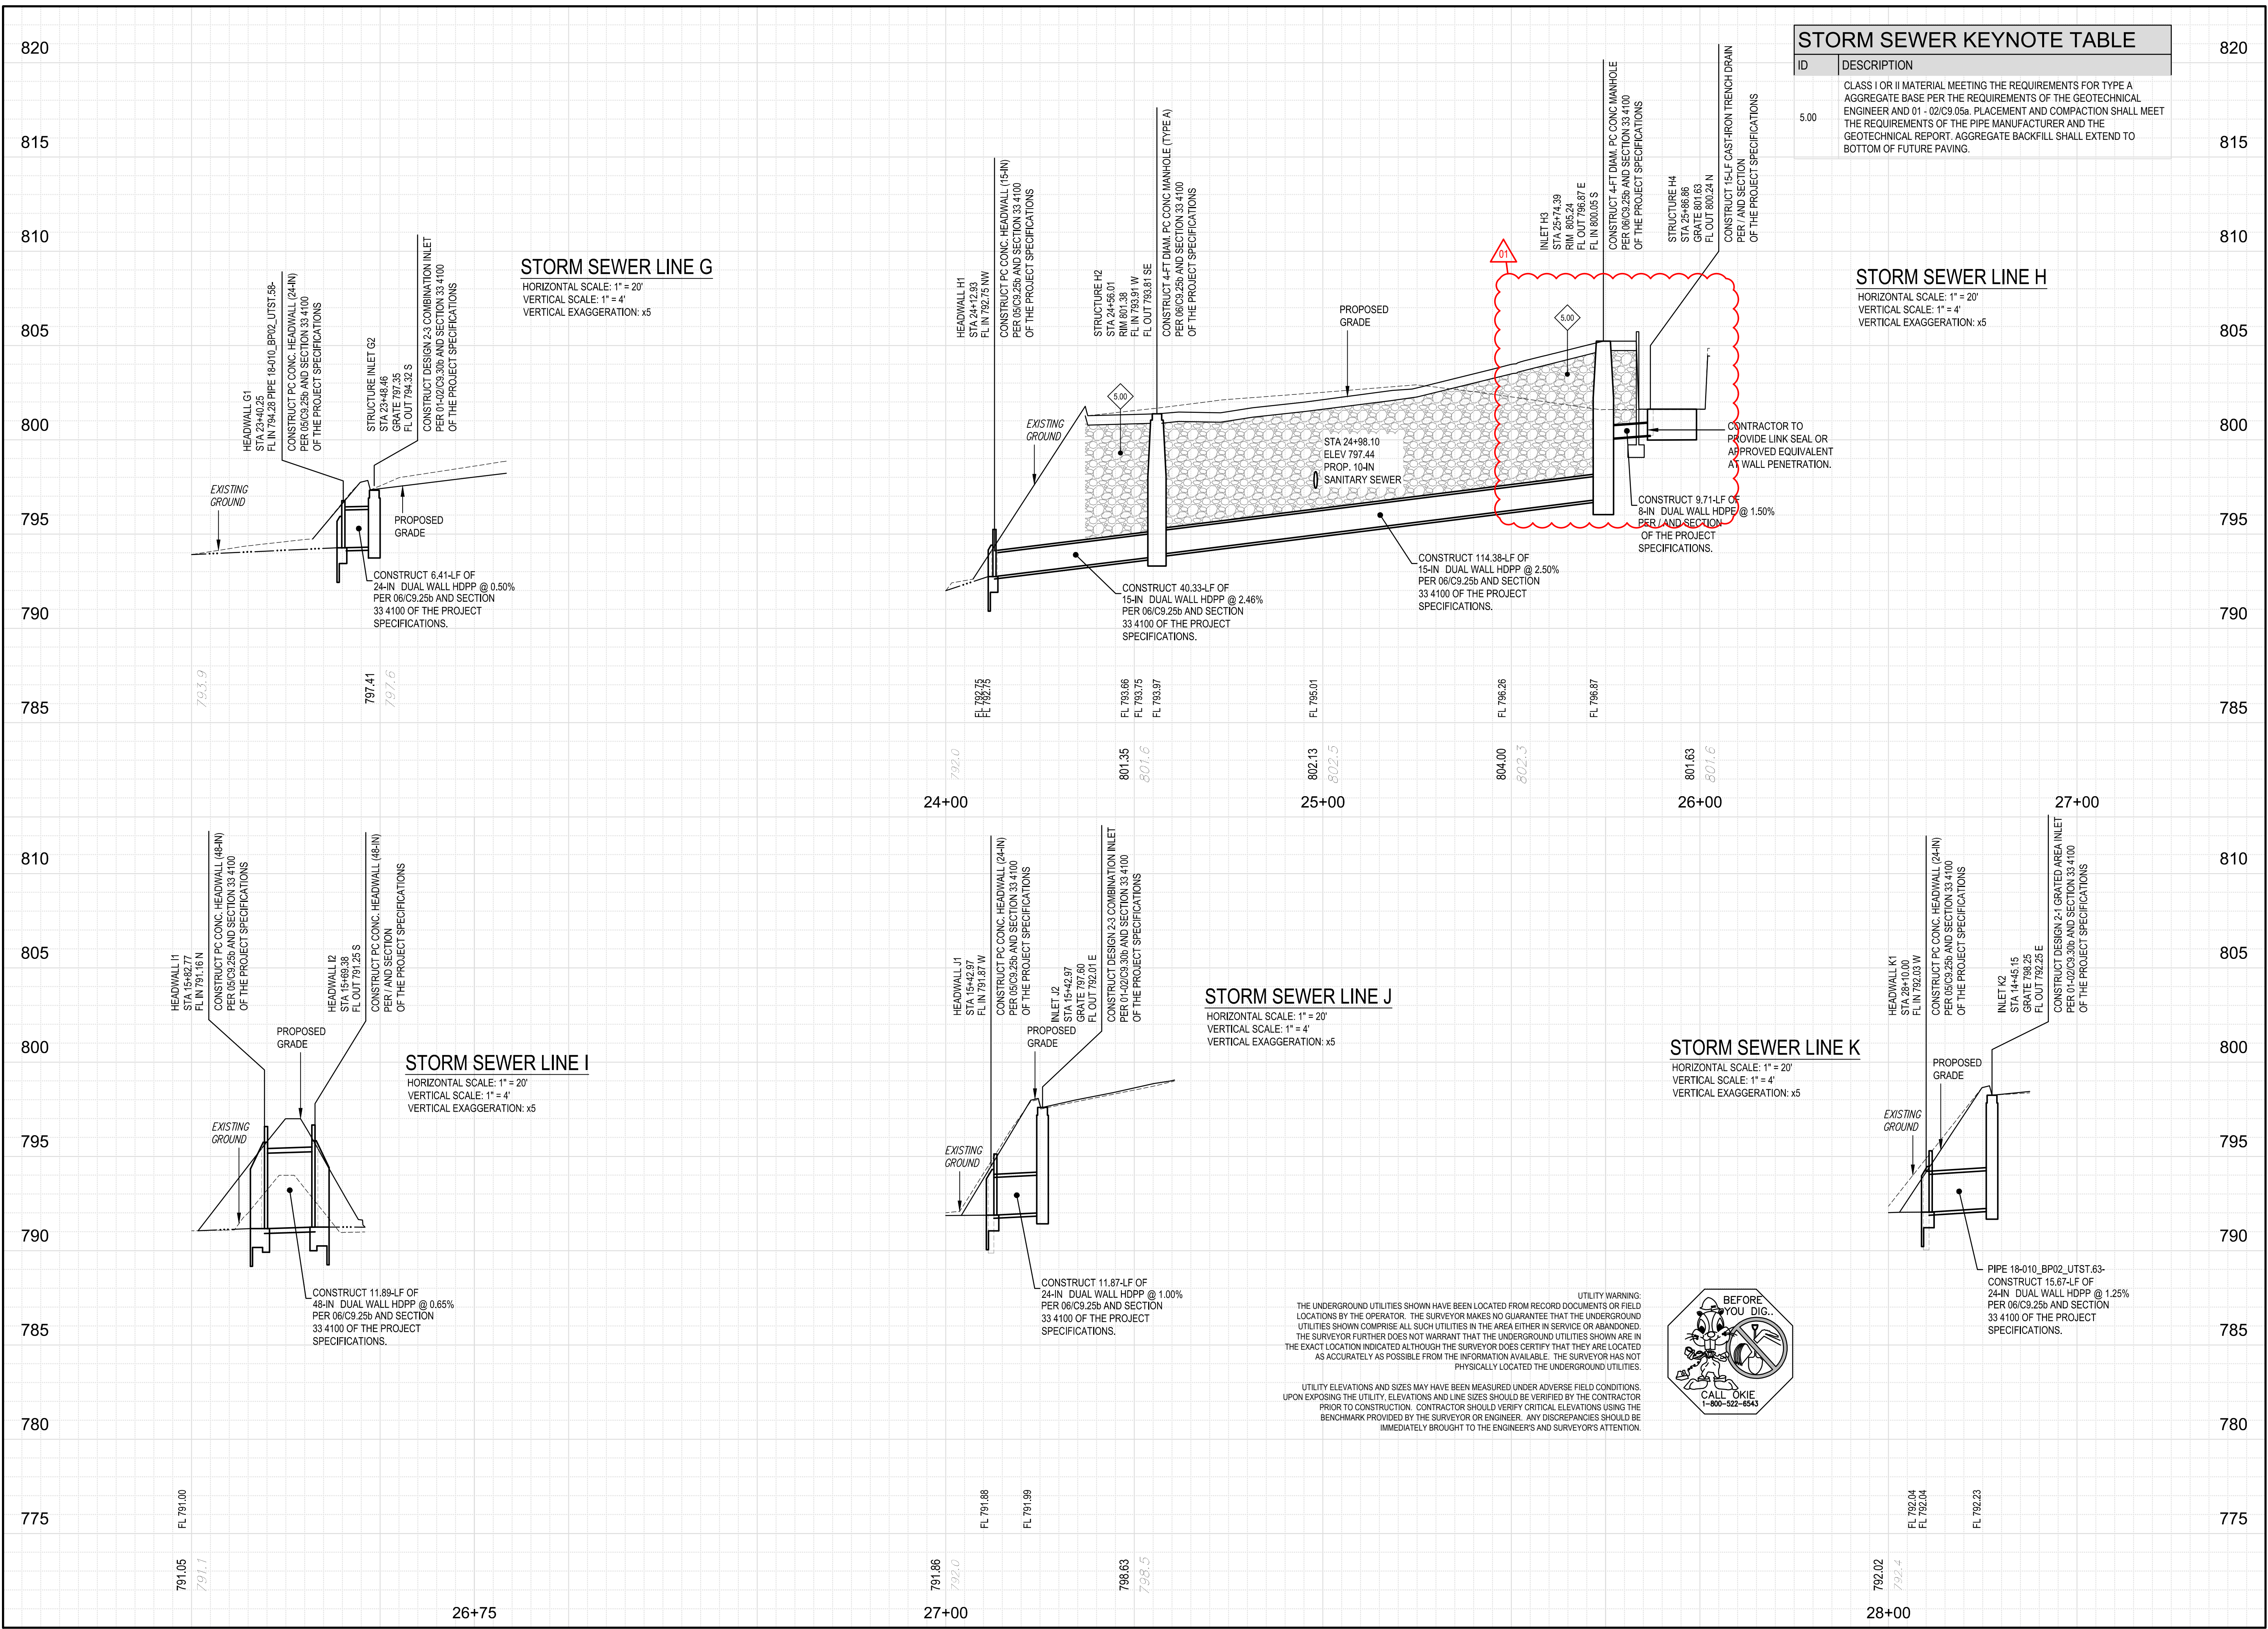 820
815
810
805
800
795
790
785
820
815
810
805
800
795
790
785
STORM SEWER KEYNOTE TABLE
ID DESCRIPTION
5.00
CLASS I OR II MATERIAL MEETING THE REQUIREMENTS FOR TYPE A
AGGREGATE BASE PER THE REQUIREMENTS OF THE GEOTECHNICAL
ENGINEER AND 01 - 02/C9.05a. PLACEMENT AND COMPACTION SHALL MEET
THE REQUIREMENTS OF THE PIPE MANUFACTURER AND THE
GEOTECHNICAL REPORT. AGGREGATE BACKFILL SHALL EXTEND TO
BOTTOM OF FUTURE PAVING.
STORM SEWER LINE G
HORIZONTAL SCALE: 1" = 20'
VERTICAL SCALE: 1" = 4'
VERTICAL EXAGGERATION: x5
HEADWALL G1
STA 23+40.25
FL IN 794.28 PIPE 18-010_BP02_UTST.58-
CONSTRUCT PC CONC. HEADWALL (24-IN)
PER 05/C9.25b AND SECTION 33 4100
OF THE PROJECT SPECIFICATIONS
STRUCTURE INLET G2
STA 23+48.46
GRATE 797.35
FL OUT 794.32 S
CONSTRUCT DESIGN 2-3 COMBINATION INLET
PER 01-02/C9.30b AND SECTION 33 4100
OF THE PROJECT SPECIFICATIONS
EXISTING
GROUND
PROPOSED
GRADE
CONSTRUCT 6.41-LF OF
24-IN DUAL WALL HDPP @ 0.50%
PER 06/C9.25b AND SECTION
33 4100 OF THE PROJECT
SPECIFICATIONS.
793.9
797.41
797.6
STORM SEWER LINE H
HORIZONTAL SCALE: 1" = 20'
VERTICAL SCALE: 1" = 4'
VERTICAL EXAGGERATION: x5
HEADWALL H1
STA 24+12.93
FL IN 792.75 NW
CONSTRUCT PC CONC. HEADWALL (15-IN)
PER 05/C9.25b AND SECTION 33 4100
OF THE PROJECT SPECIFICATIONS
STRUCTURE H2
STA 24+56.01
RIM 801.38
FL IN 793.91 W
FL OUT 793.81 SE
CONSTRUCT 4-FT DIAM. PC CONC MANHOLE (TYPE A)
PER 06/C9.25b AND SECTION 33 4100
OF THE PROJECT SPECIFICATIONS
INLET H3
STA 25+74.39
RIM 805.24
FL OUT 796.87 E
FL IN 800.05 S
CONSTRUCT 4-FT DIAM. PC CONC MANHOLE
PER 06/C9.25b AND SECTION 33 4100
OF THE PROJECT SPECIFICATIONS
STRUCTURE H4
STA 25+86.86
GRATE 801.63
FL OUT 800.24 N
CONSTRUCT 15-LF CAST-IRON TRENCH DRAIN
PER / AND SECTION
OF THE PROJECT SPECIFICATIONS
01
5.00
5.00
PROPOSED
GRADE
EXISTING
GROUND
STA 24+98.10
ELEV 797.44
PROP. 10-IN
SANITARY SEWER
CONTRACTOR TO
PROVIDE LINK SEAL OR
APPROVED EQUIVALENT
AT WALL PENETRATION.
CONSTRUCT 9.71-LF OF
8-IN DUAL WALL HDPE @ 1.50%
PER / AND SECTION
OF THE PROJECT
SPECIFICATIONS.
CONSTRUCT 114.38-LF OF
15-IN DUAL WALL HDPP @ 2.50%
PER 06/C9.25b AND SECTION
33 4100 OF THE PROJECT
SPECIFICATIONS.
CONSTRUCT 40.33-LF OF
15-IN DUAL WALL HDPP @ 2.46%
PER 06/C9.25b AND SECTION
33 4100 OF THE PROJECT
SPECIFICATIONS.
FL 792.75
FL 792.75
FL 793.66
FL 793.75
FL 793.97
FL 795.01
FL 796.26
FL 796.87
792.0
801.35
801.6
802.13
802.5
804.00
802.3
801.63
801.6
24+00
25+00
26+00
27+00
810
805
800
795
790
785
780
775
810
805
800
795
790
785
780
775
HEADWALL I1
STA 15+82.77
FL IN 791.16 N
CONSTRUCT PC CONC. HEADWALL (48-IN)
PER 05/C9.25b AND SECTION 33 4100
OF THE PROJECT SPECIFICATIONS
HEADWALL I2
STA 15+69.38
FL OUT 791.25 S
CONSTRUCT PC CONC. HEADWALL (48-IN)
PER / AND SECTION
OF THE PROJECT SPECIFICATIONS
PROPOSED
GRADE
EXISTING
GROUND
STORM SEWER LINE I
HORIZONTAL SCALE: 1" = 20'
VERTICAL SCALE: 1" = 4'
VERTICAL EXAGGERATION: x5
CONSTRUCT 11.89-LF OF
48-IN DUAL WALL HDPP @ 0.65%
PER 06/C9.25b AND SECTION
33 4100 OF THE PROJECT
SPECIFICATIONS.
FL 791.00
791.05
791.1
26+75
HEADWALL J1
STA 15+42.97
FL IN 791.87 W
CONSTRUCT PC CONC. HEADWALL (24-IN)
PER 05/C9.25b AND SECTION 33 4100
OF THE PROJECT SPECIFICATIONS
INLET J2
STA 15+42.97
GRATE 797.60
FL OUT 792.01 E
CONSTRUCT DESIGN 2-3 COMBINATION INLET
PER 01-02/C9.30b AND SECTION 33 4100
OF THE PROJECT SPECIFICATIONS
PROPOSED
GRADE
EXISTING
GROUND
STORM SEWER LINE J
HORIZONTAL SCALE: 1" = 20'
VERTICAL SCALE: 1" = 4'
VERTICAL EXAGGERATION: x5
CONSTRUCT 11.87-LF OF
24-IN DUAL WALL HDPP @ 1.00%
PER 06/C9.25b AND SECTION
33 4100 OF THE PROJECT
SPECIFICATIONS.
FL 791.88
FL 791.99
791.86
792.0
798.63
798.5
27+00
UTILITY WARNING:
THE UNDERGROUND UTILITIES SHOWN HAVE BEEN LOCATED FROM RECORD DOCUMENTS OR FIELD
LOCATIONS BY THE OPERATOR. THE SURVEYOR MAKES NO GUARANTEE THAT THE UNDERGROUND
UTILITIES SHOWN COMPRISE ALL SUCH UTILITIES IN THE AREA EITHER IN SERVICE OR ABANDONED.
THE SURVEYOR FURTHER DOES NOT WARRANT THAT THE UNDERGROUND UTILITIES SHOWN ARE IN
THE EXACT LOCATION INDICATED ALTHOUGH THE SURVEYOR DOES CERTIFY THAT THEY ARE LOCATED
AS ACCURATELY AS POSSIBLE FROM THE INFORMATION AVAILABLE. THE SURVEYOR HAS NOT
PHYSICALLY LOCATED THE UNDERGROUND UTILITIES.
UTILITY ELEVATIONS AND SIZES MAY HAVE BEEN MEASURED UNDER ADVERSE FIELD CONDITIONS.
UPON EXPOSING THE UTILITY, ELEVATIONS AND LINE SIZES SHOULD BE VERIFIED BY THE CONTRACTOR
PRIOR TO CONSTRUCTION. CONTRACTOR SHOULD VERIFY CRITICAL ELEVATIONS USING THE
BENCHMARK PROVIDED BY THE SURVEYOR OR ENGINEER. ANY DISCREPANCIES SHOULD BE
IMMEDIATELY BROUGHT TO THE ENGINEER'S AND SURVEYOR'S ATTENTION.
BEFORE
YOU DIG..
CALL OKIE
1-800-522-6543
STORM SEWER LINE K
HORIZONTAL SCALE: 1" = 20'
VERTICAL SCALE: 1" = 4'
VERTICAL EXAGGERATION: x5
HEADWALL K1
STA 28+10.00
FL IN 792.03 W
CONSTRUCT PC CONC. HEADWALL (24-IN)
PER 05/C9.25b AND SECTION 33 4100
OF THE PROJECT SPECIFICATIONS
INLET K2
STA 14+45.15
GRATE 798.25
FL OUT 792.25 E
CONSTRUCT DESIGN 2-1 GRATED AREA INLET
PER 01-02/C9.30b AND SECTION 33 4100
OF THE PROJECT SPECIFICATIONS
PROPOSED
GRADE
EXISTING
GROUND
PIPE 18-010_BP02_UTST.63-
CONSTRUCT 15.67-LF OF
24-IN DUAL WALL HDPP @ 1.25%
PER 06/C9.25b AND SECTION
33 4100 OF THE PROJECT
SPECIFICATIONS.
FL 792.04
FL 792.04
FL 792.23
792.02
792.4
28+00